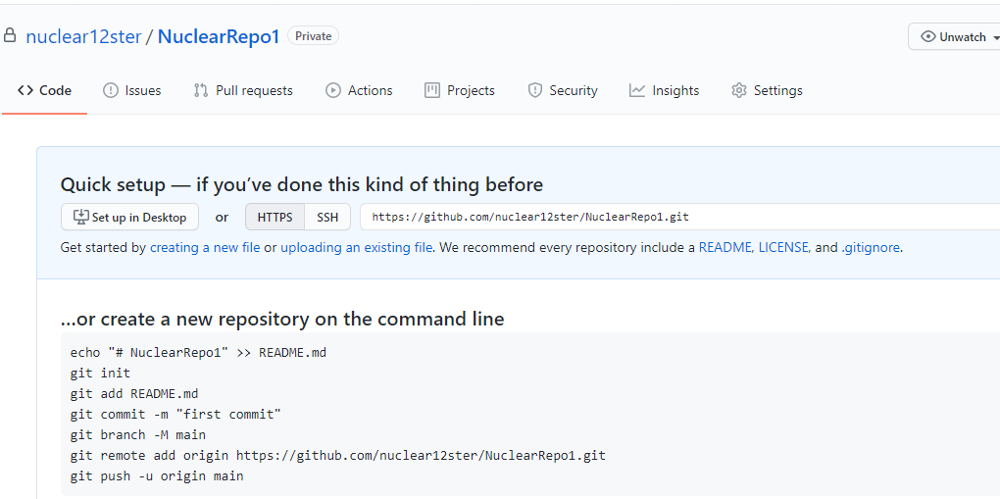 nuclear12ster / NuclearRepo1 Private
Unwatch
Code Issues Pull requests Actions Projects Security Insights Settings
Quick setup — if you’ve done this kind of thing before
Set up in Desktop or HTTPS SSH https://github.com/nuclear12ster/NuclearRepo1.git
Get started by creating a new file or uploading an existing file. We recommend every repository include a README, LICENSE, and .gitignore.
…or create a new repository on the command line
echo "# NuclearRepo1" >> README.md
git init
git add README.md
git commit -m "first commit"
git branch -M main
git remote add origin https://github.com/nuclear12ster/NuclearRepo1.git
git push -u origin main